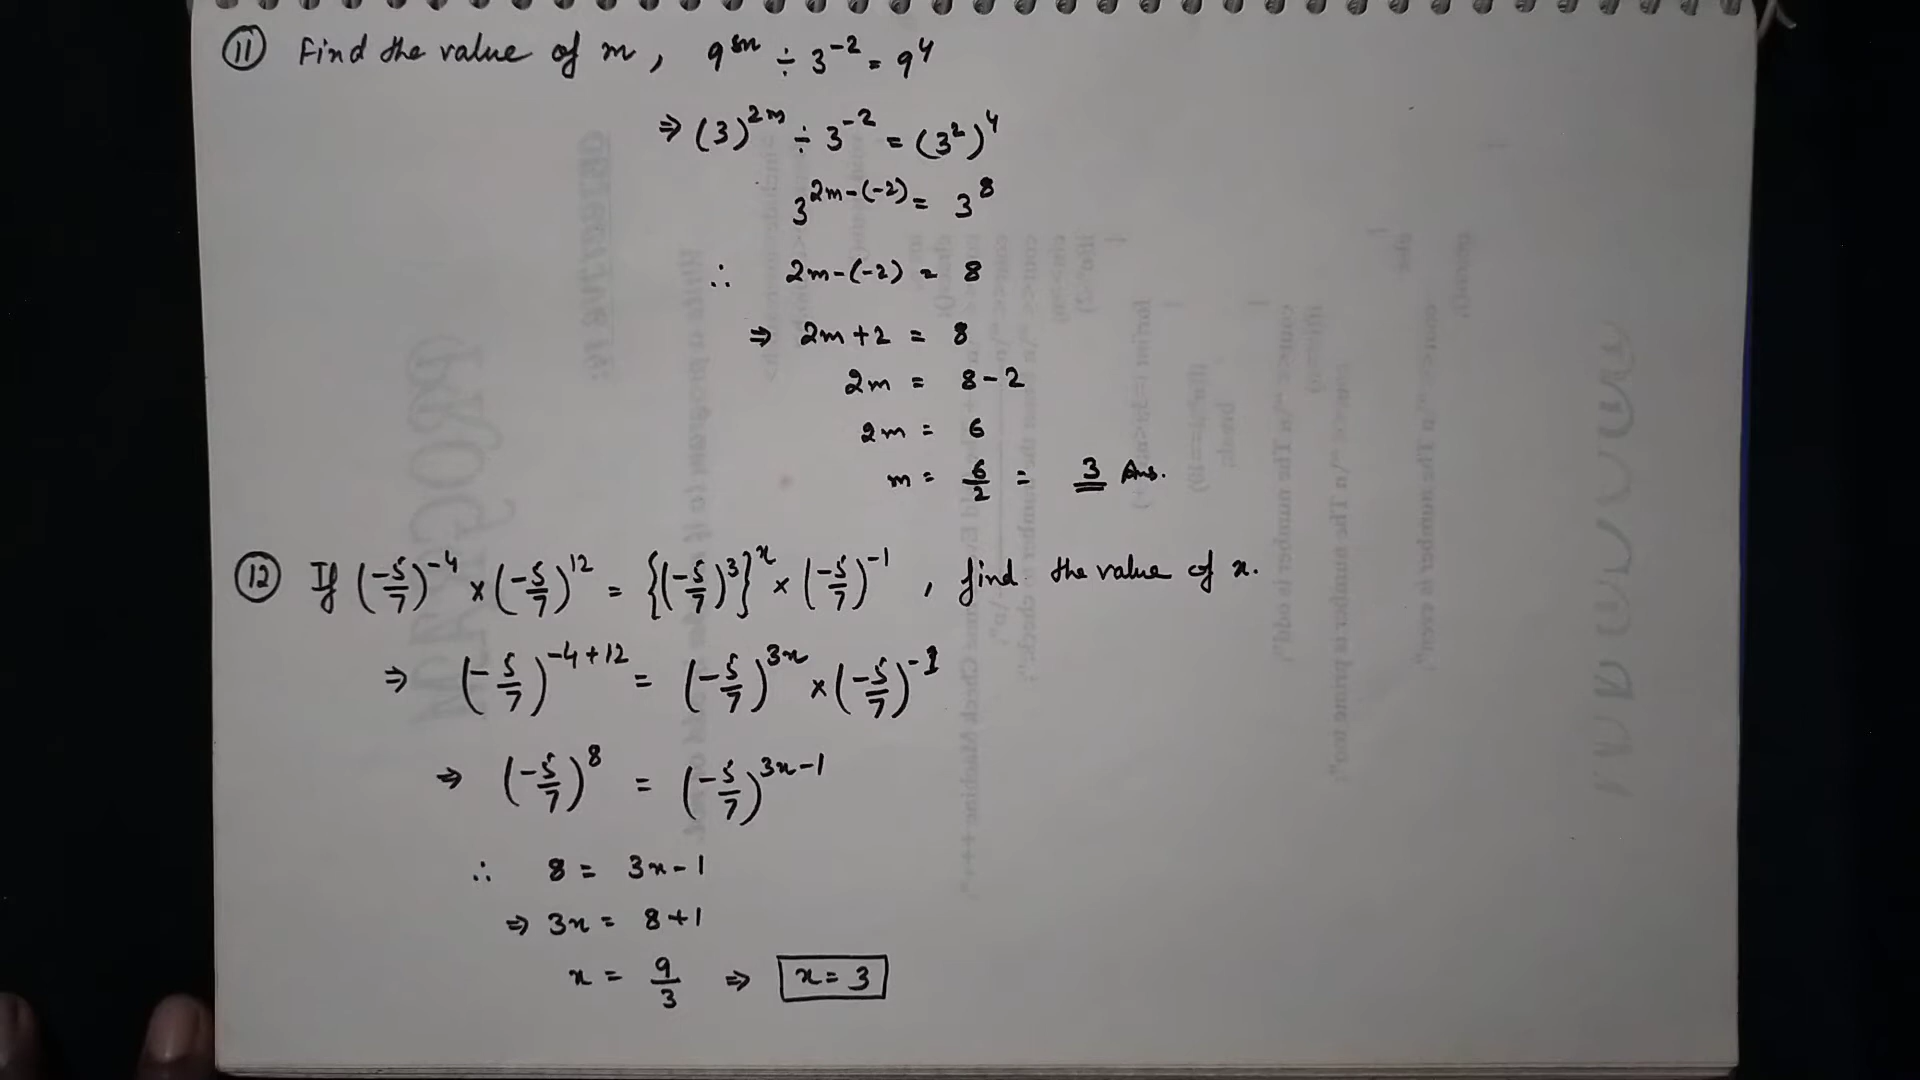 ⑪ Find the value of m, 9^m ÷ 3^-2 = 9^4
⇒ (3)^2m ÷ 3^-2 = (3^2)^4
3^2m-(-2) = 3^8
∴ 2m-(-2) = 8
⇒ 2m+2 = 8
2m = 8-2
2m = 6
m = 6/2 = 3 Ans.
⑫ If (-5/7)^-4 × (-5/7)^12 = {(-5/7)^3}^x × (-5/7)^-1, find the value of x.
⇒ (-5/7)^-4+12 = (-5/7)^3x × (-5/7)^-1
⇒ (-5/7)^8 = (-5/7)^3x-1
∴ 8 = 3x-1
⇒ 3x = 8+1
x = 9/3 ⇒ x = 3